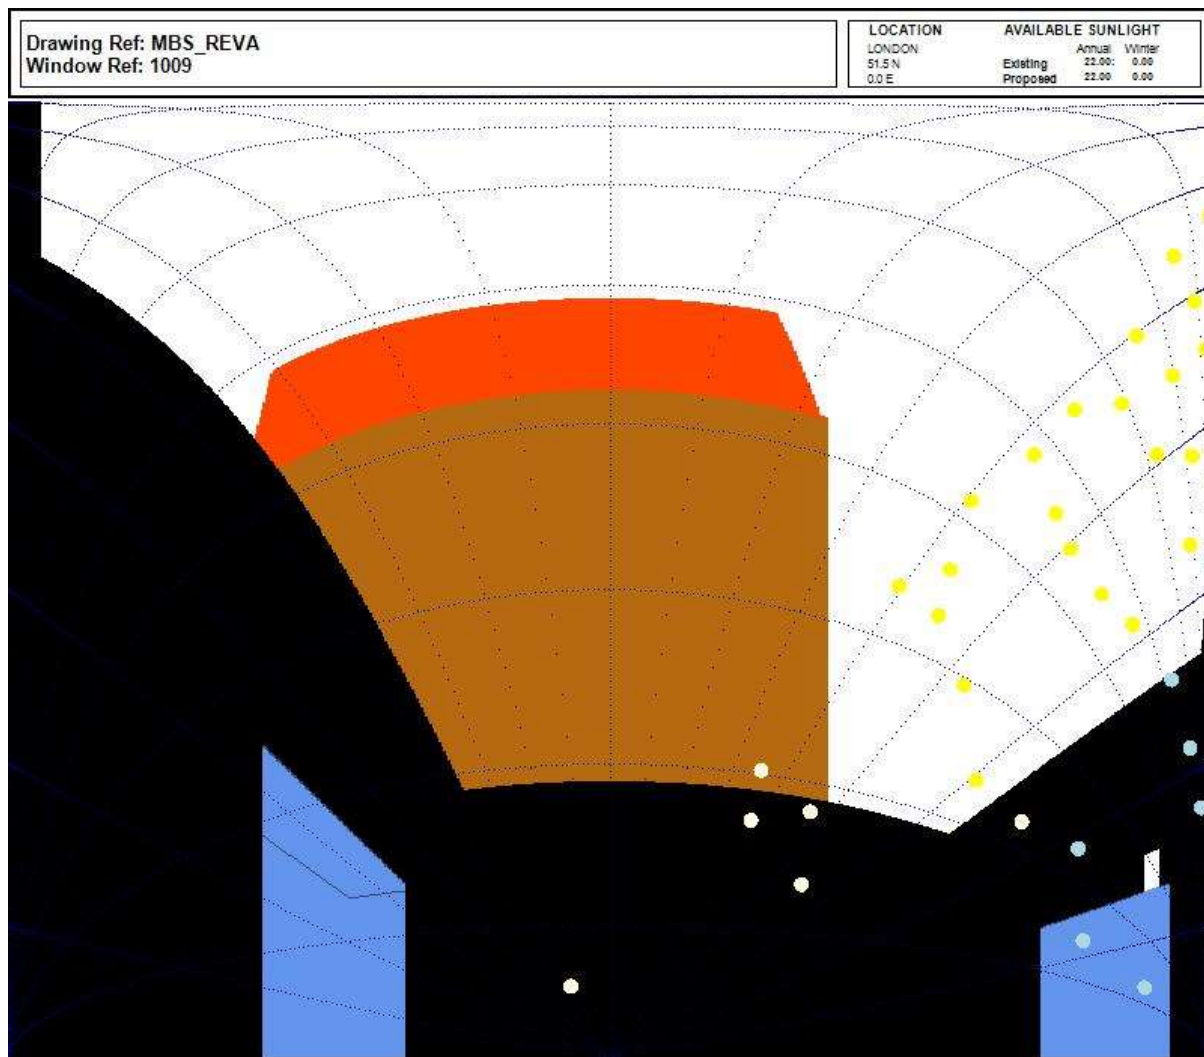 Drawing Ref: MBS_REVA
Window Ref: 1009
LOCATION
LONDON
51.5 N
0.0 E
AVAILABLE SUNLIGHT
Annual Winter
Existing 22.00: 0.00
Proposed 22.00 0.00